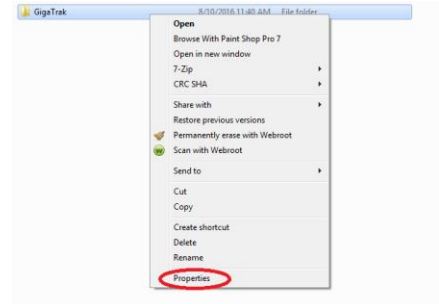 GigaTrak 8/10/2016 11:40 AM File folder
Open
Browse With Paint Shop Pro 7
Open in new window
7-Zip
CRC SHA
Share with
Restore previous versions
Permanently erase with Webroot
Scan with Webroot
Send to
Cut
Copy
Create shortcut
Delete
Rename
Properties